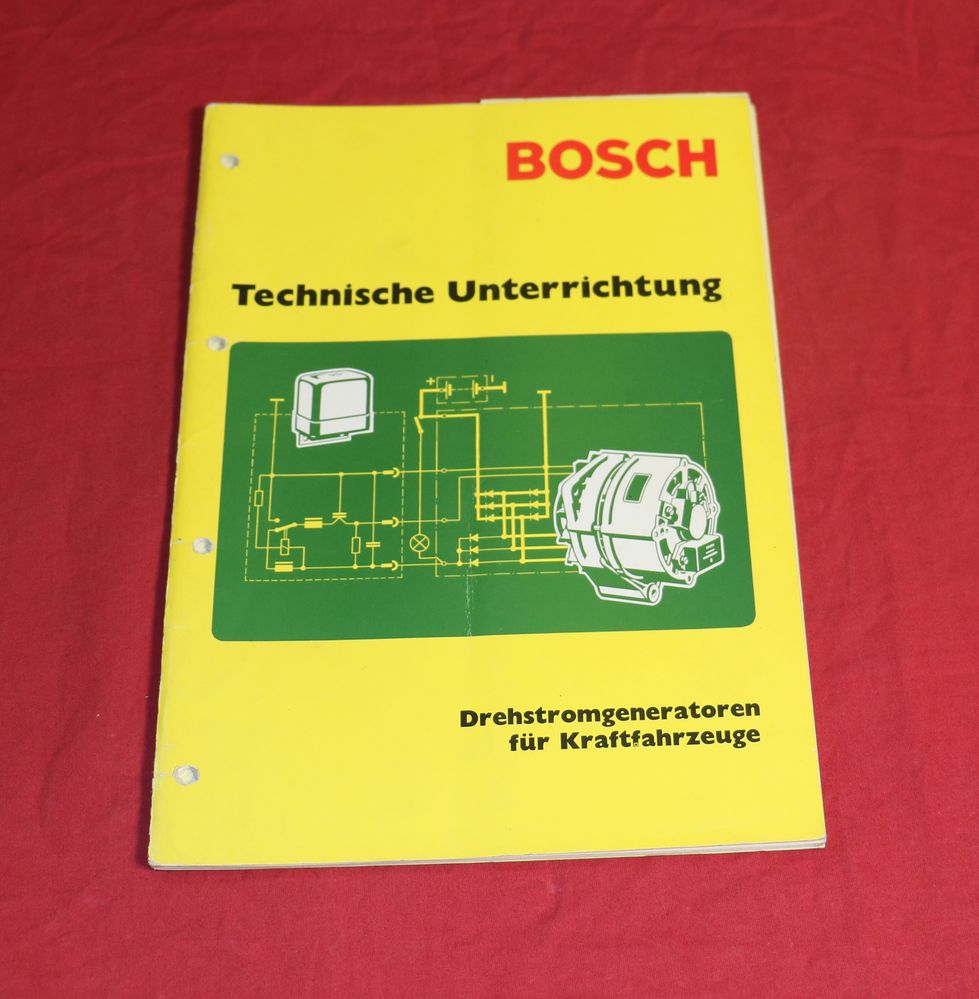 BOSCH
Technische Unterrichtung
+ -
Drehstromgeneratoren
für Kraftfahrzeuge